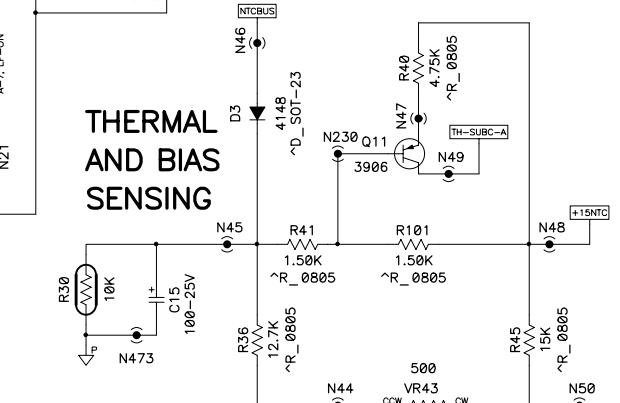 NTCBUS
N46
D3
4148
^D_SOT-23
R40
4.75K
^R_0805
N47
TH-SUBC-A
N230
Q11
3906
N49
THERMAL
AND BIAS
SENSING
N21
+15NTC
N45
R41
1.50K
^R_0805
R101
1.50K
^R_0805
N48
R30
10K
+
C15
100-25V
P
N473
R36
12.7K
^R_0805
R45
15K
^R_0805
500
N44
VR43
N50
CCW
CW